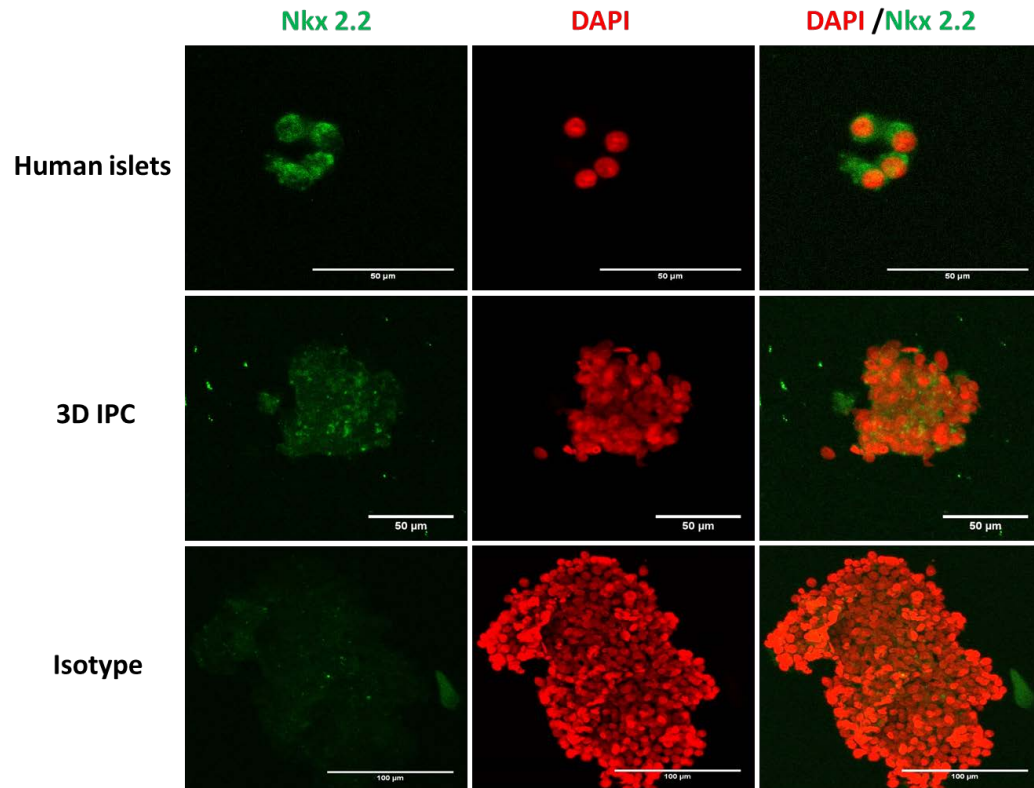 Nkx 2.2
DAPI
DAPI /Nkx 2.2
Human islets
50 µm
50 µm
50 µm
3D IPC
50 µm
50 µm
50 µm
Isotype
100 µm
100 µm
100 µm